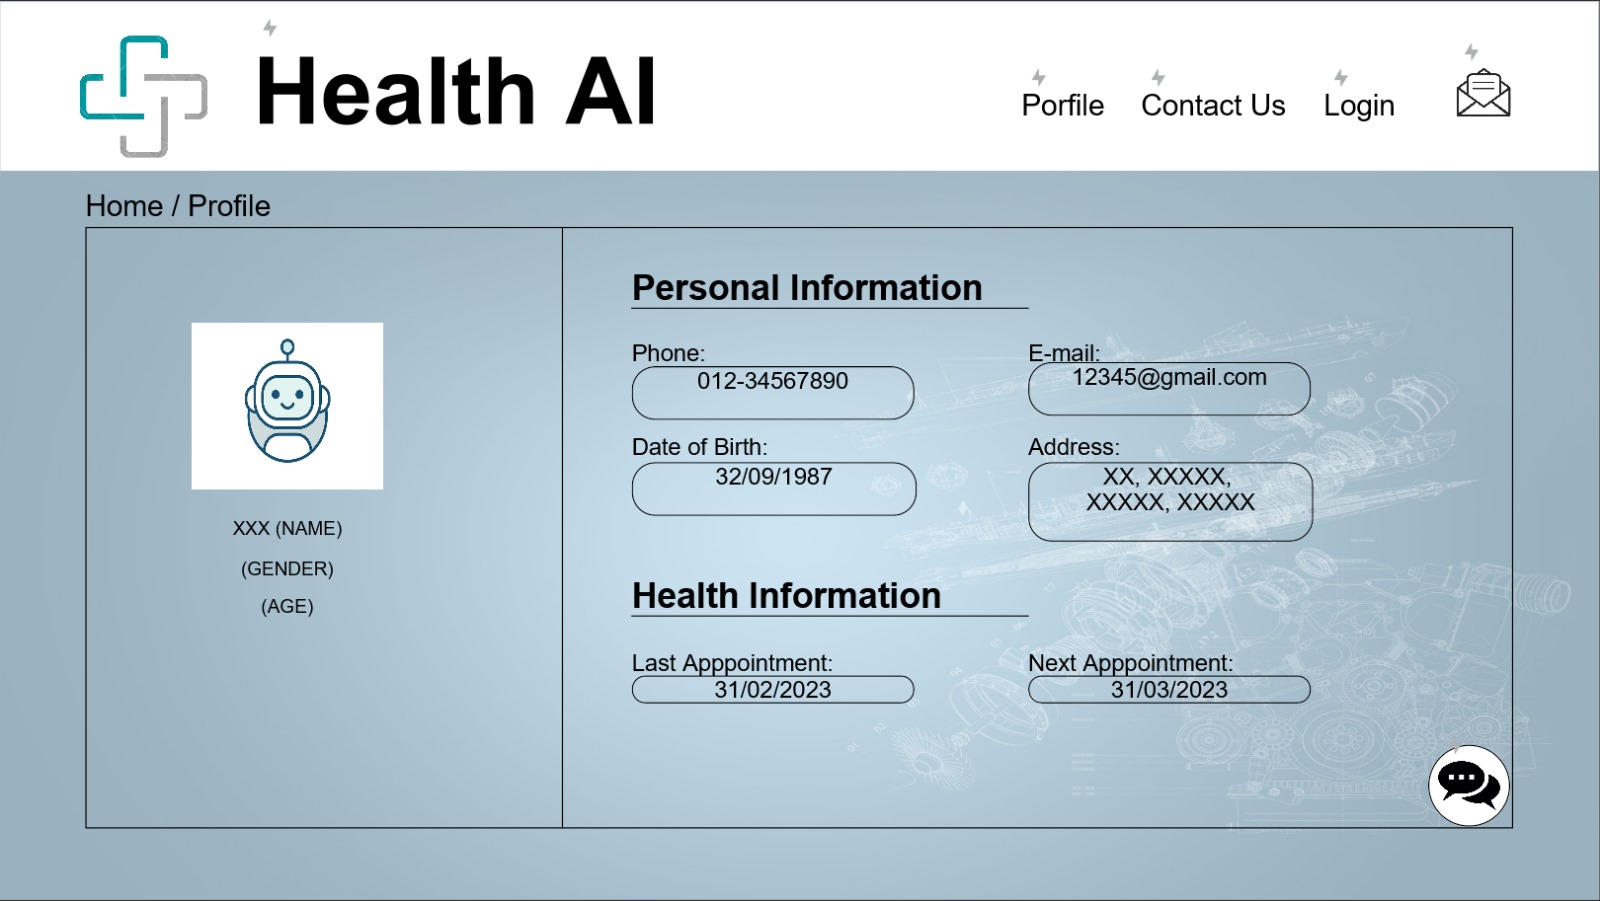 Health AI
Porfile
Contact Us
Login
Home / Profile
XXX (NAME)
(GENDER)
(AGE)
Personal Information
Phone:
012-34567890
E-mail:
12345@gmail.com
Date of Birth:
32/09/1987
Address:
XX, XXXXX,
XXXXX, XXXXX
Health Information
Last Apppointment:
31/02/2023
Next Apppointment:
31/03/2023